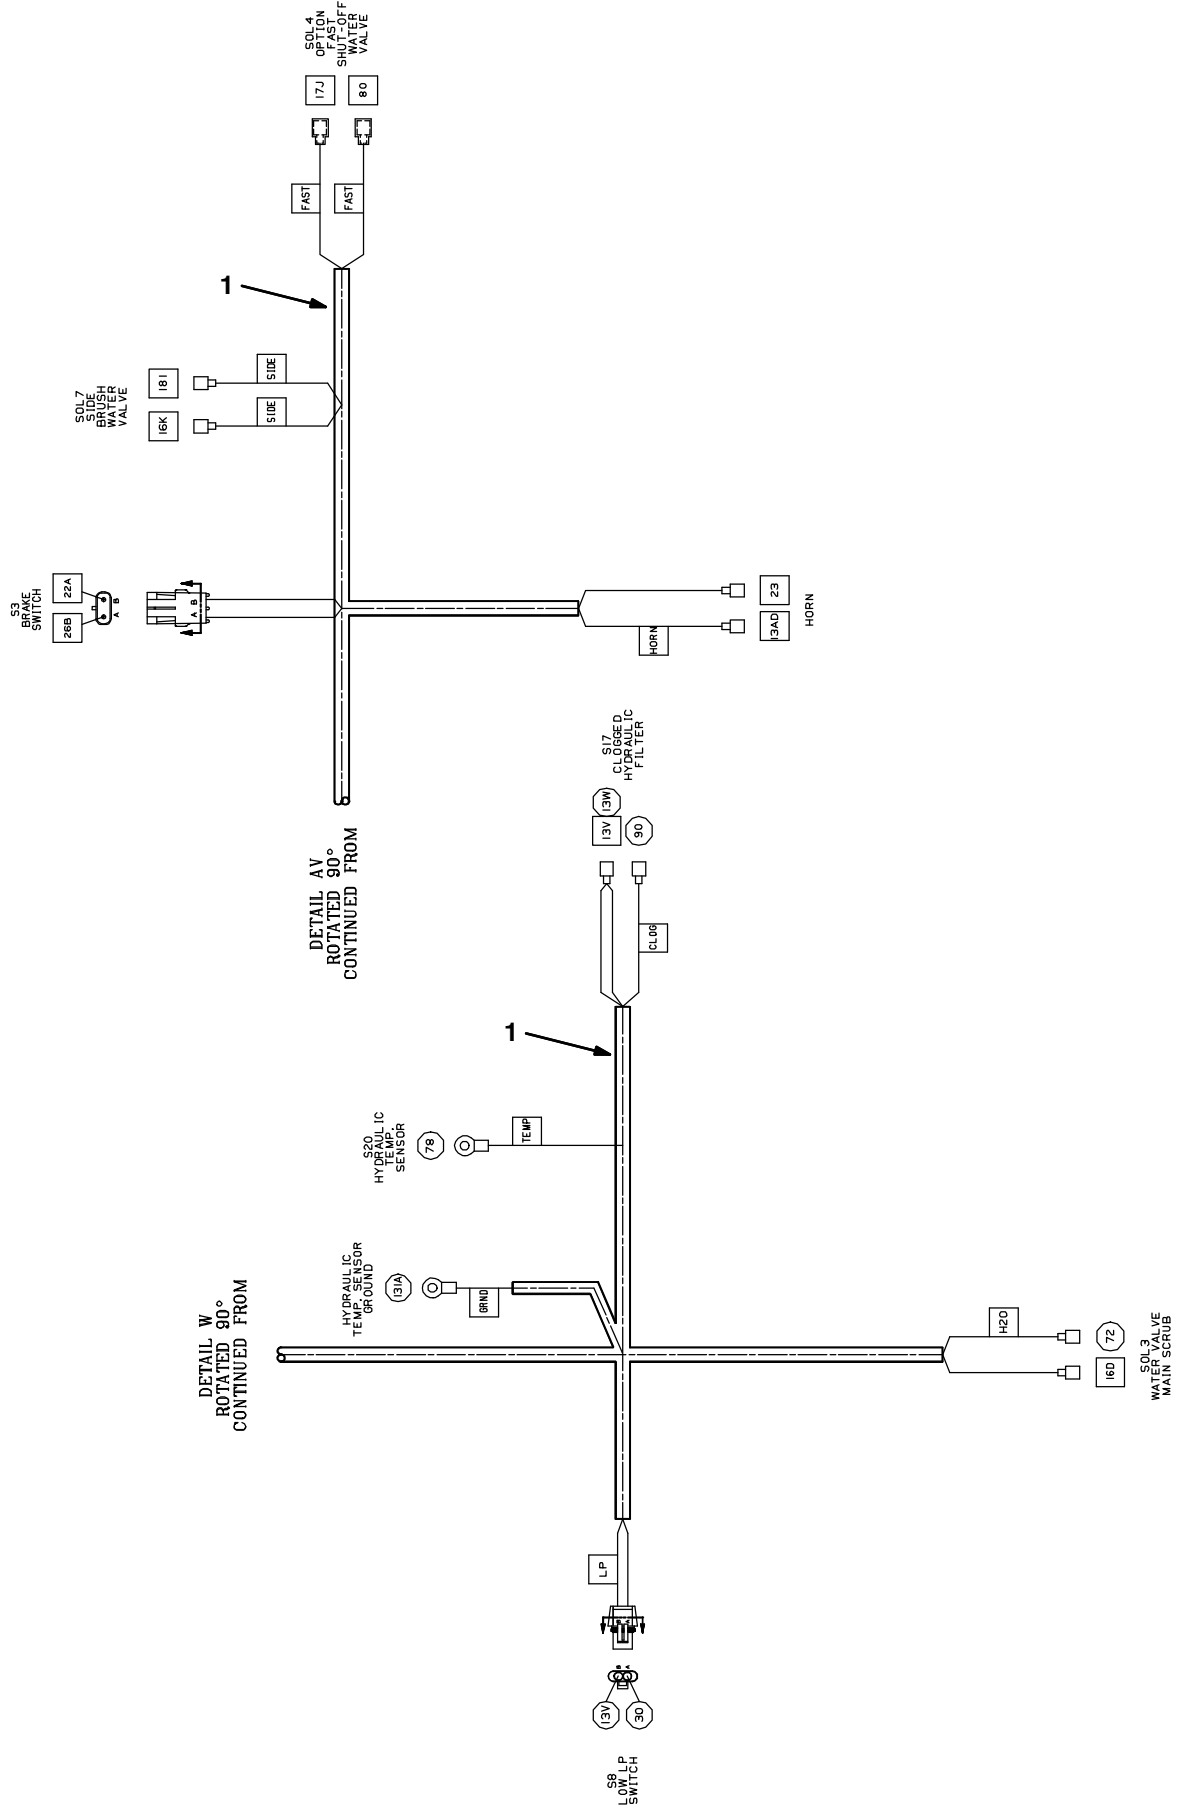 SOL4
OPTION
FAST
SHUT-OFF
WATER
VALVE
17J
80
FAST
FAST
1
SOL7
SIDE
BRUSH
WATER
VALVE
181
16K
SIDE
SIDE
S3
BRAKE
SWITCH
22A
26B
A B
A B
HORN
23
13AD
HORN
DETAIL AV
ROTATED 90°
CONTINUED FROM
S17
CLOGGED
HYDRAULIC
FILTER
13W
13V
90
CLOG
1
S20
HYDRAULIC
TEMP.
SENSOR
78
TEMP
HYDRAULIC
TEMP. SENSOR
GROUND
131A
GRND
DETAIL W
ROTATED 90°
CONTINUED FROM
H2O
72
16D
SOL3
WATER VALVE
MAIN SCRUB
LP
B
A
B
A
13V
30
S8
LOW LP
SWITCH